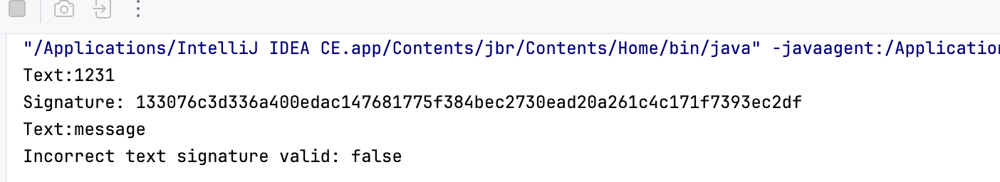 "/Applications/IntelliJ IDEA CE.app/Contents/jbr/Contents/Home/bin/java" -javaagent:/Application
Text:1231
Signature: 133076c3d336a400edac147681775f384bec2730ead20a261c4c171f7393ec2df
Text:message
Incorrect text signature valid: false